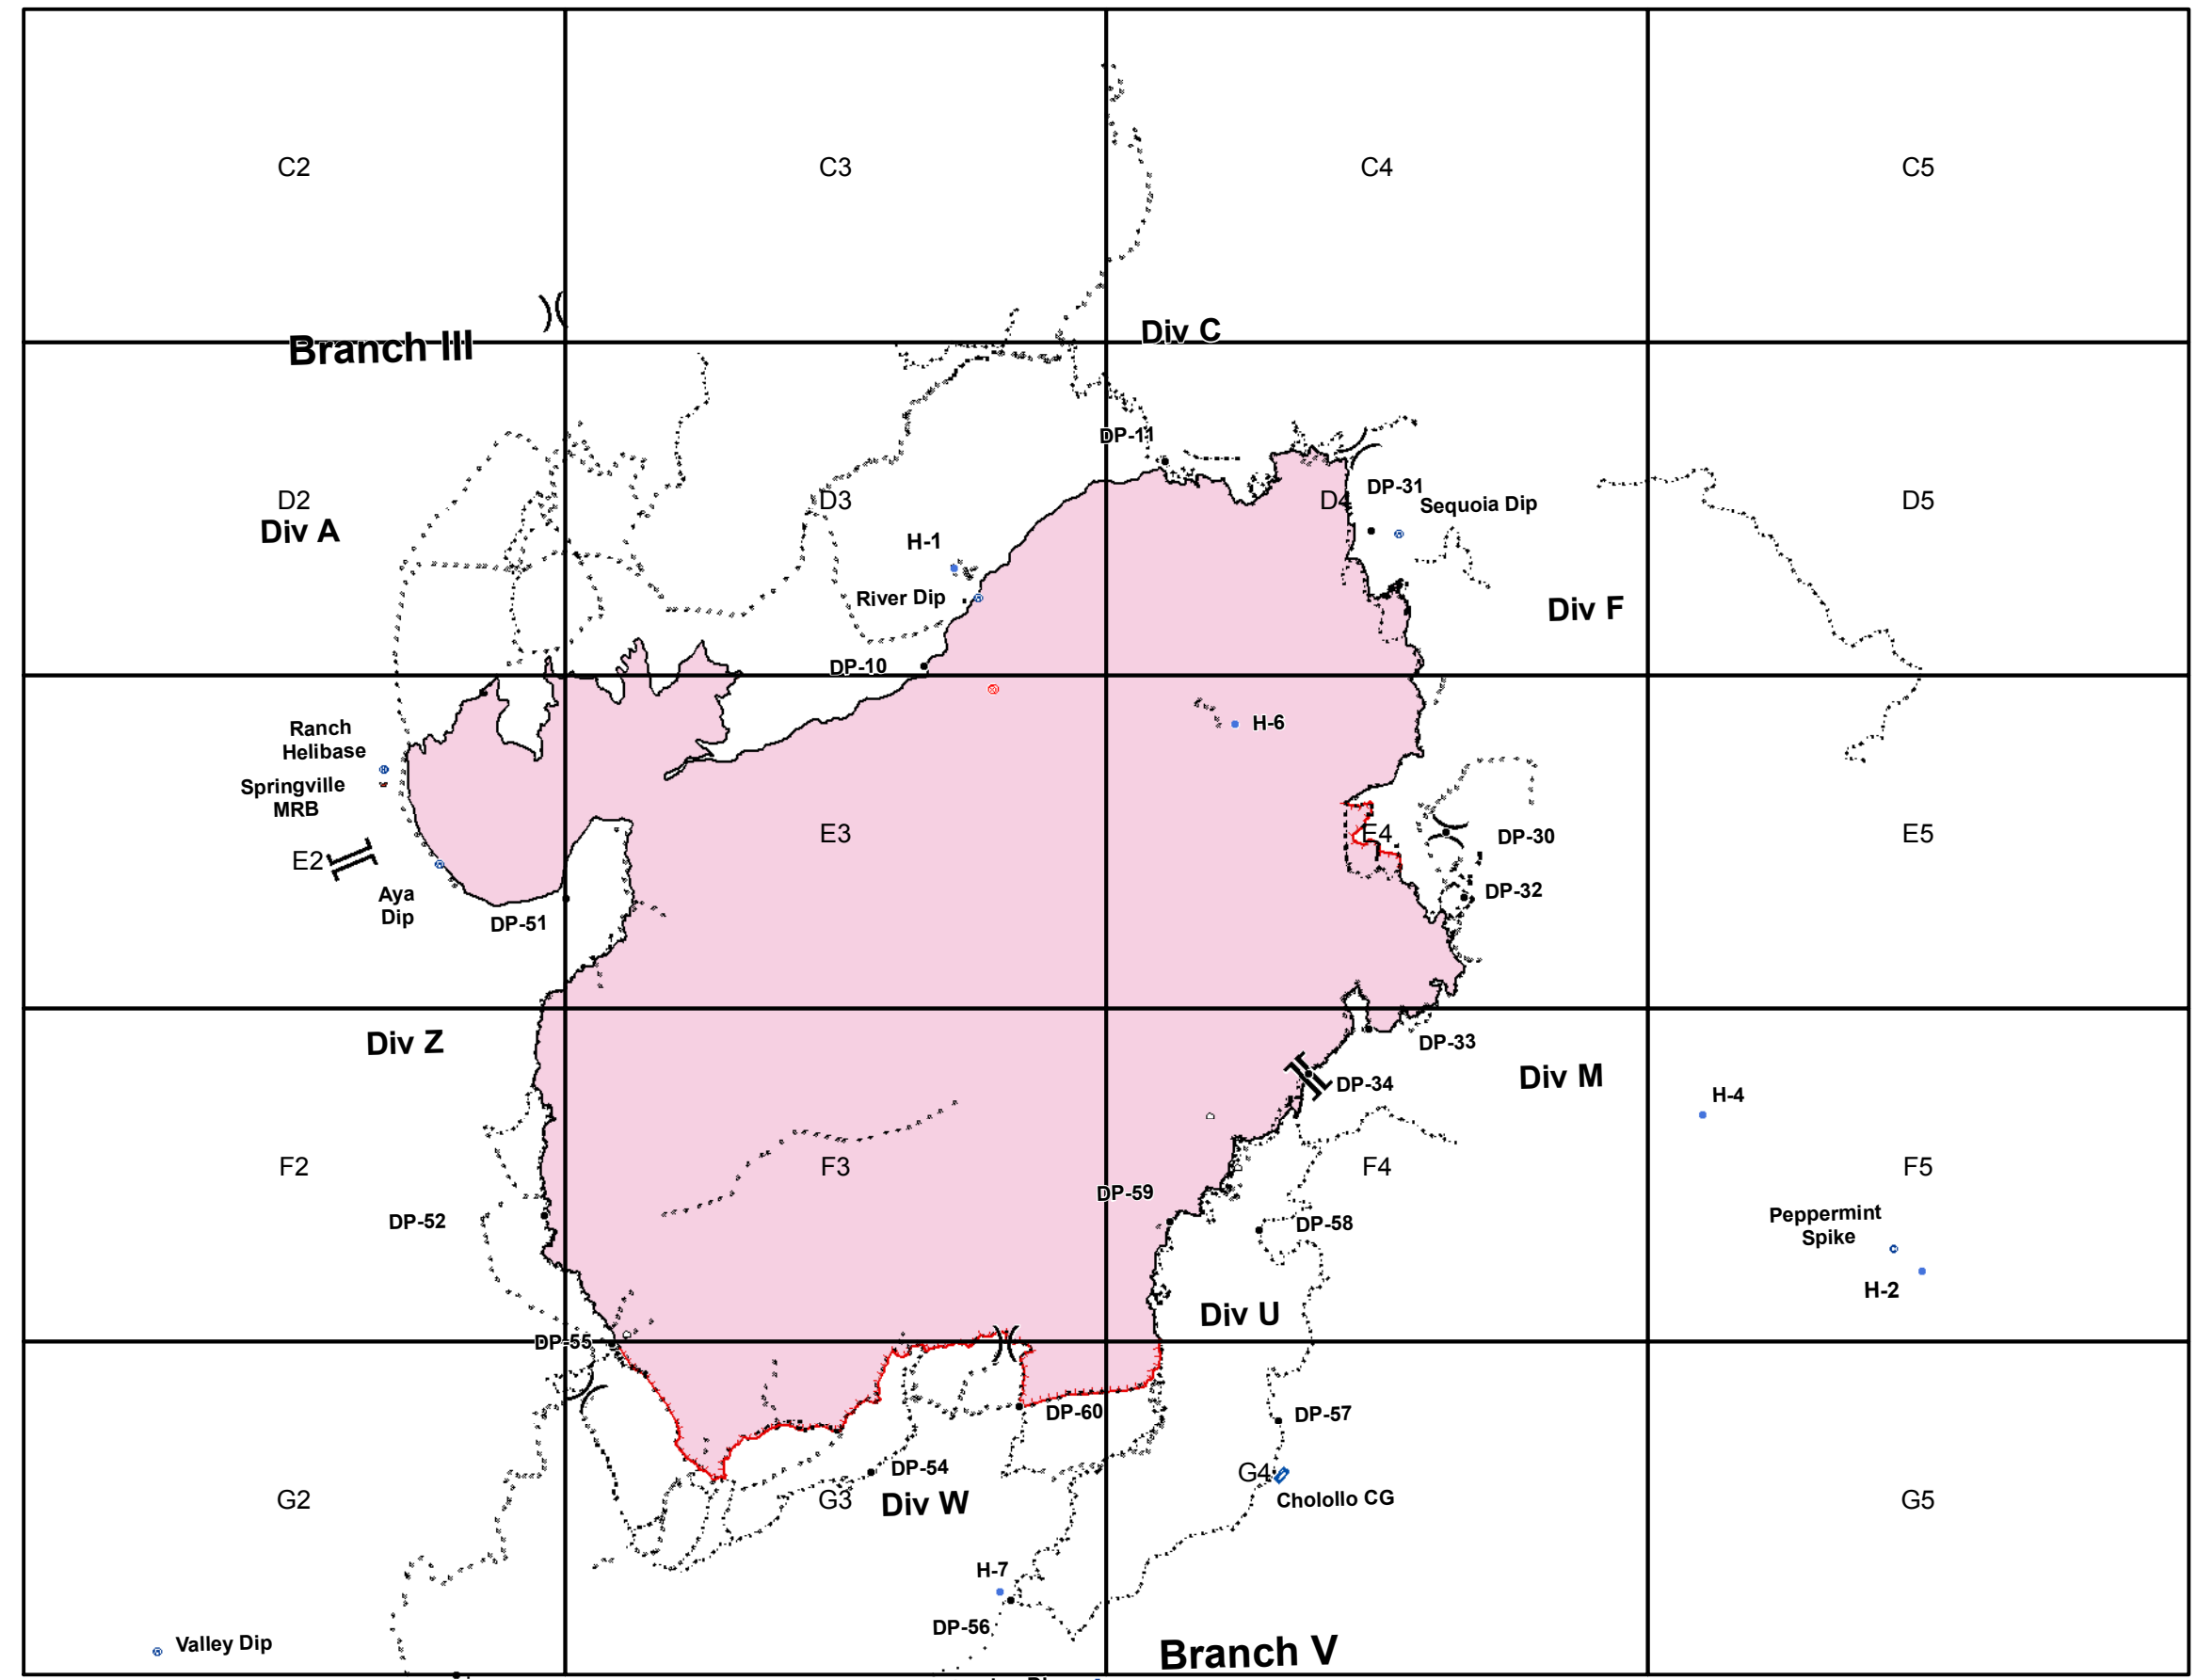 C2
C3
C4
C5
Branch III
Div C
DP-11
D2
D3
D4
DP-31
D5
Sequoia Dip
Div A
H-1
River Dip
Div F
DP-10
H-6
Ranch
Helibase
Springville
MRB
E2
E3
E4
DP-30
E5
Aya
Dip
DP-51
DP-32
Div Z
DP-33
DP-34
Div M
H-4
F2
F3
F4
F5
DP-59
DP-52
DP-58
Peppermint
Spike
H-2
Div U
DP-55
DP-60
DP-57
DP-54
G4
Cholollo CG
G2
G3
Div W
G5
H-7
DP-56
Valley Dip
Branch V